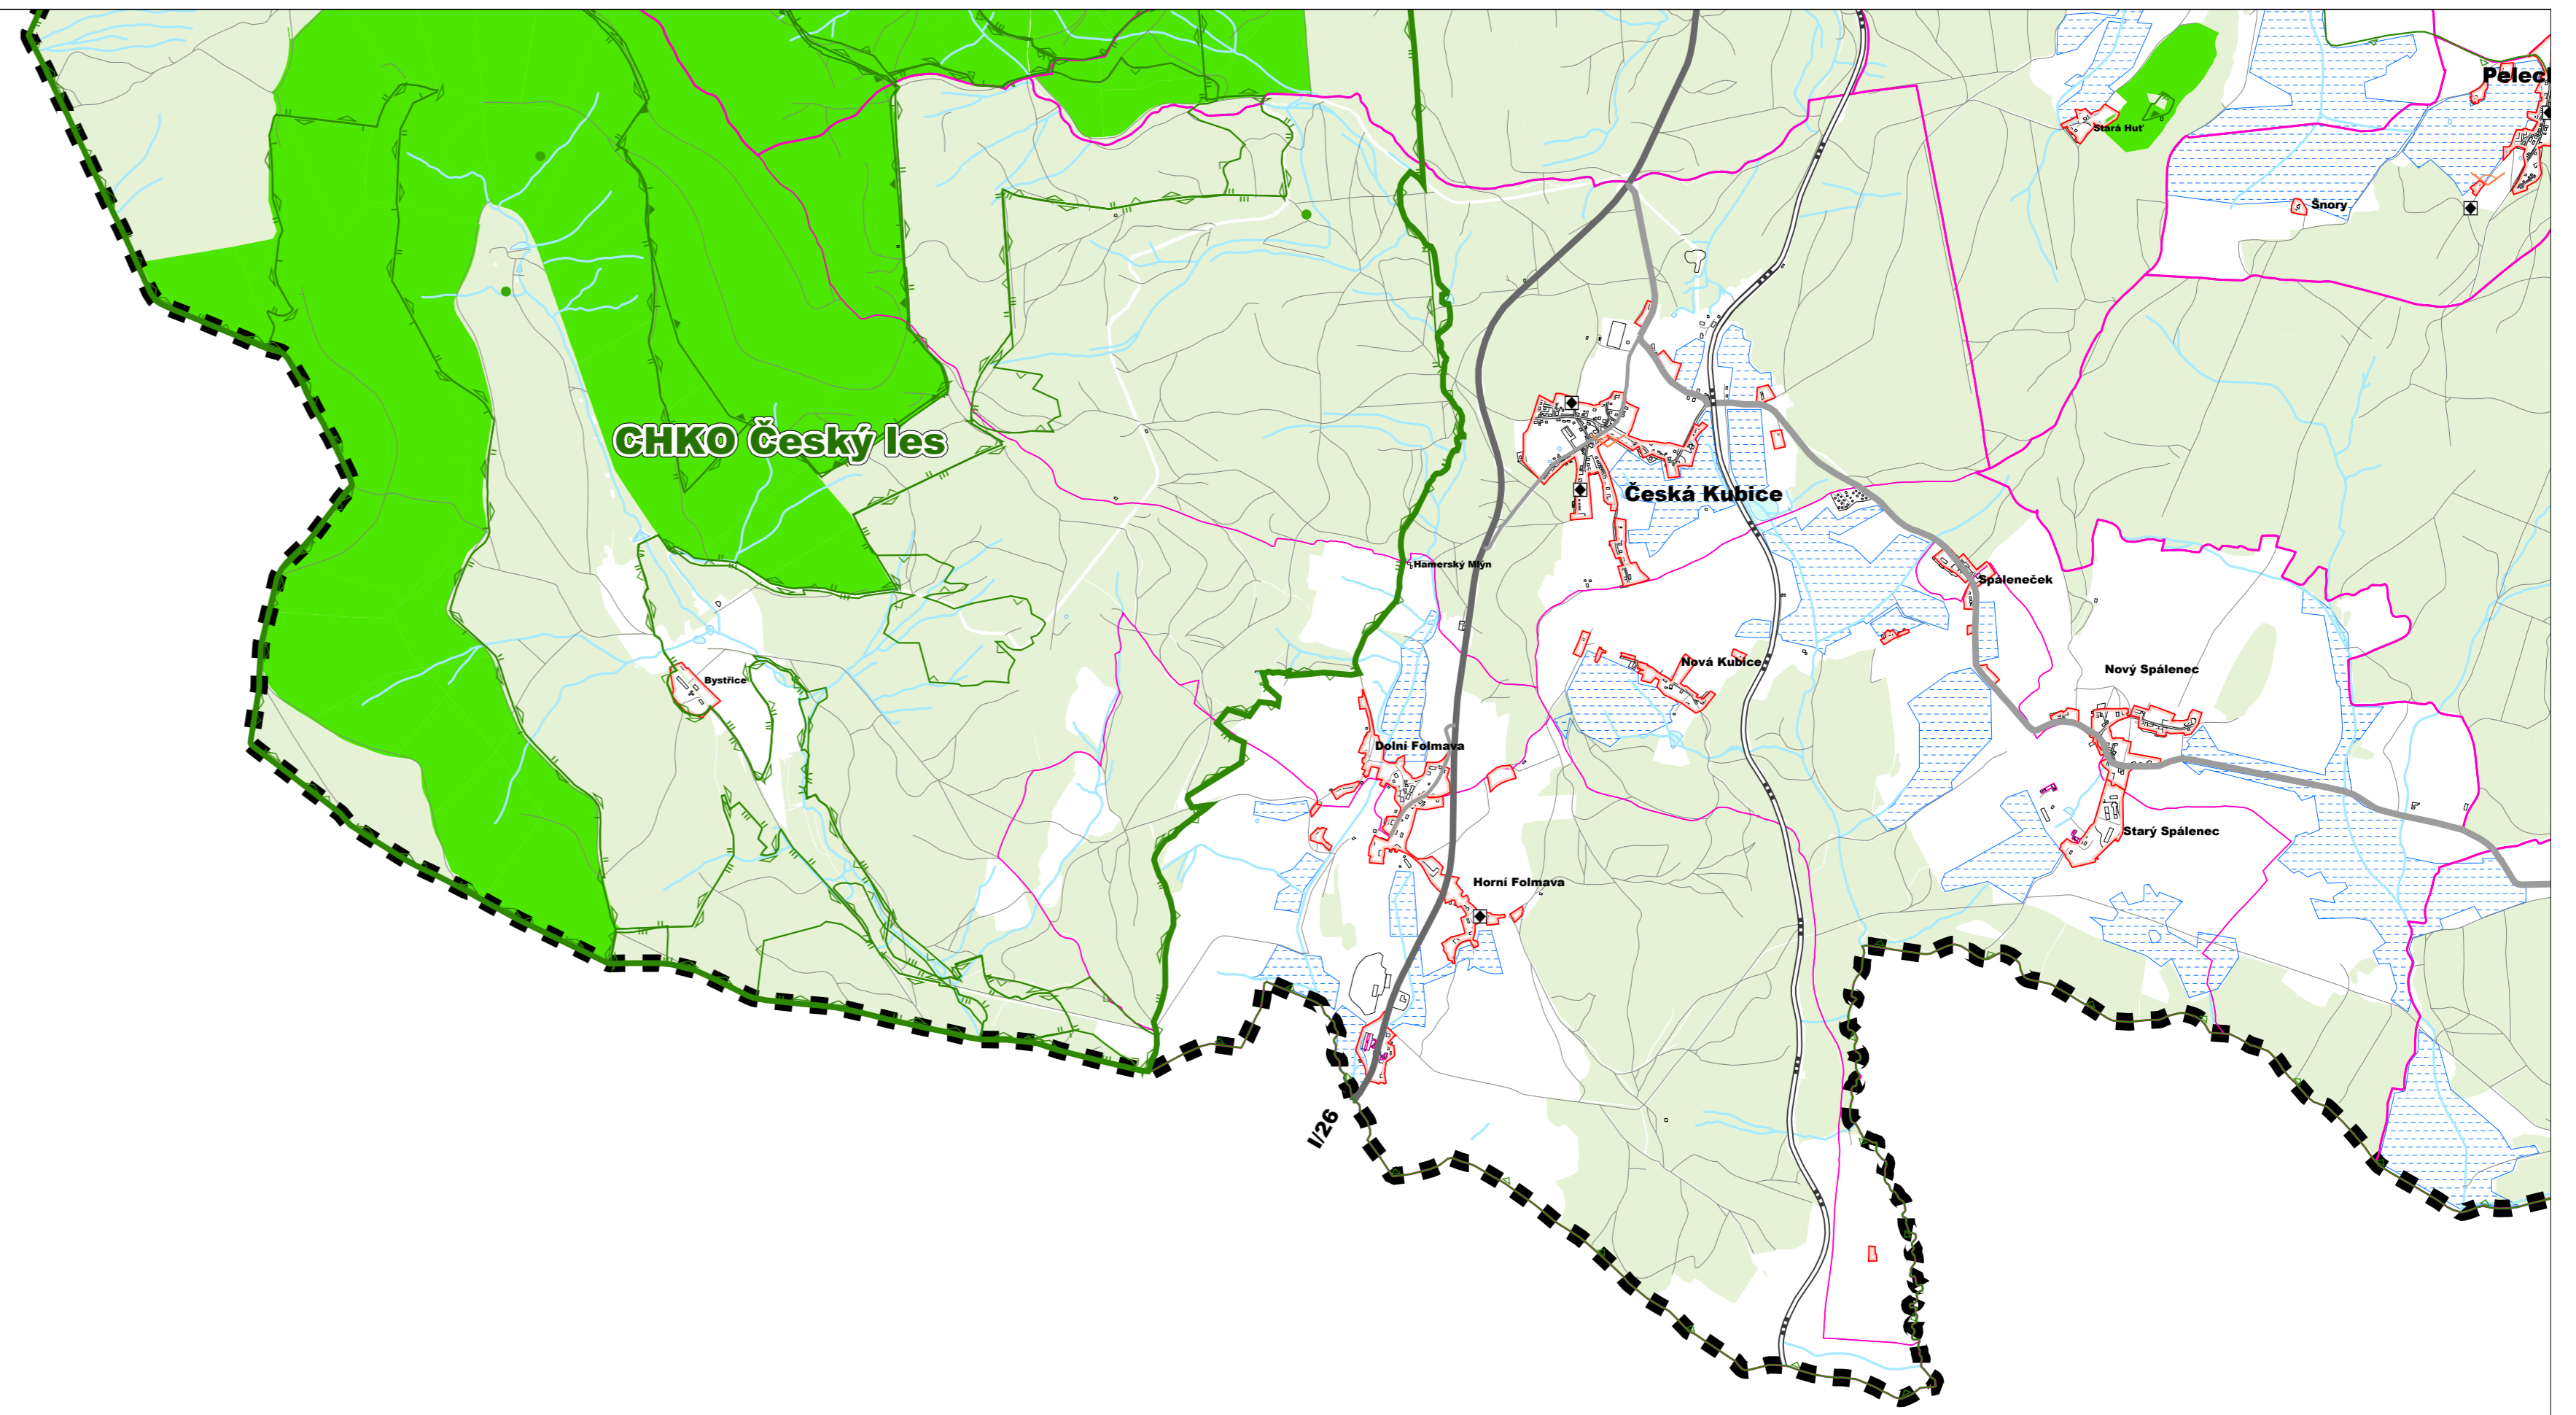 Pelec
Stará Huť
Šnory
CHKO Český les
Česká Kubice
Hamerský Mlýn
Spáleneček
Nová Kubice
Nový Spálenec
Bystřice
Dolní Folmava
Starý Spálenec
Horní Folmava
I/26